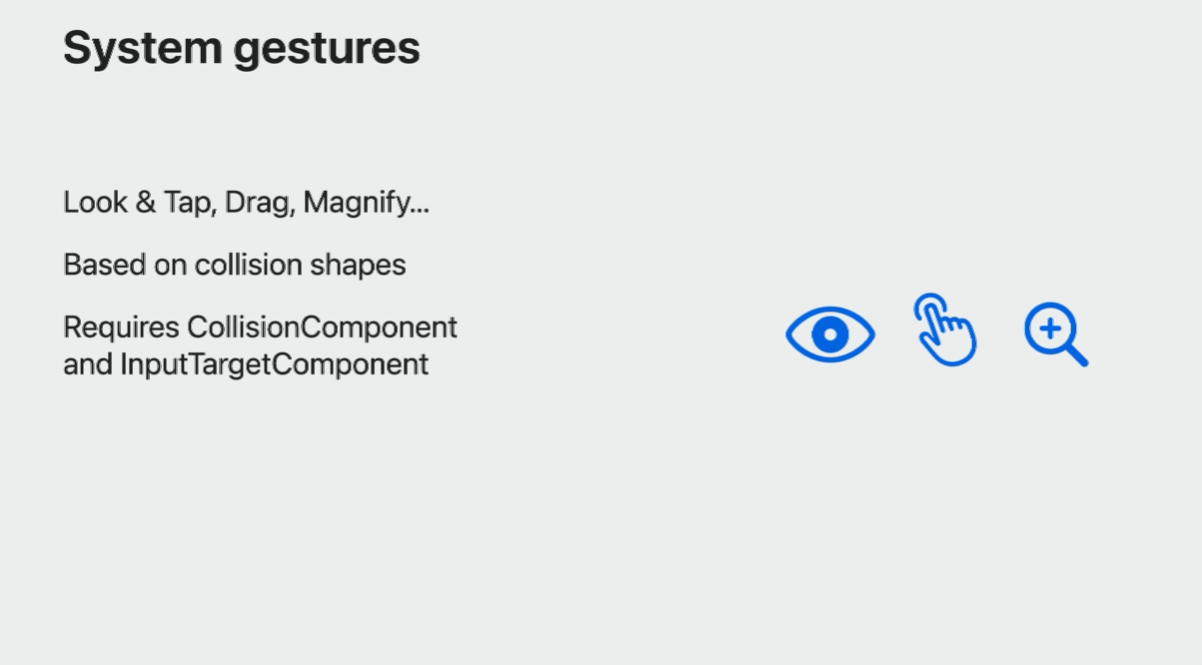 System gestures
Look & Tap, Drag, Magnify...
Based on collision shapes
Requires CollisionComponent
and InputTargetComponent